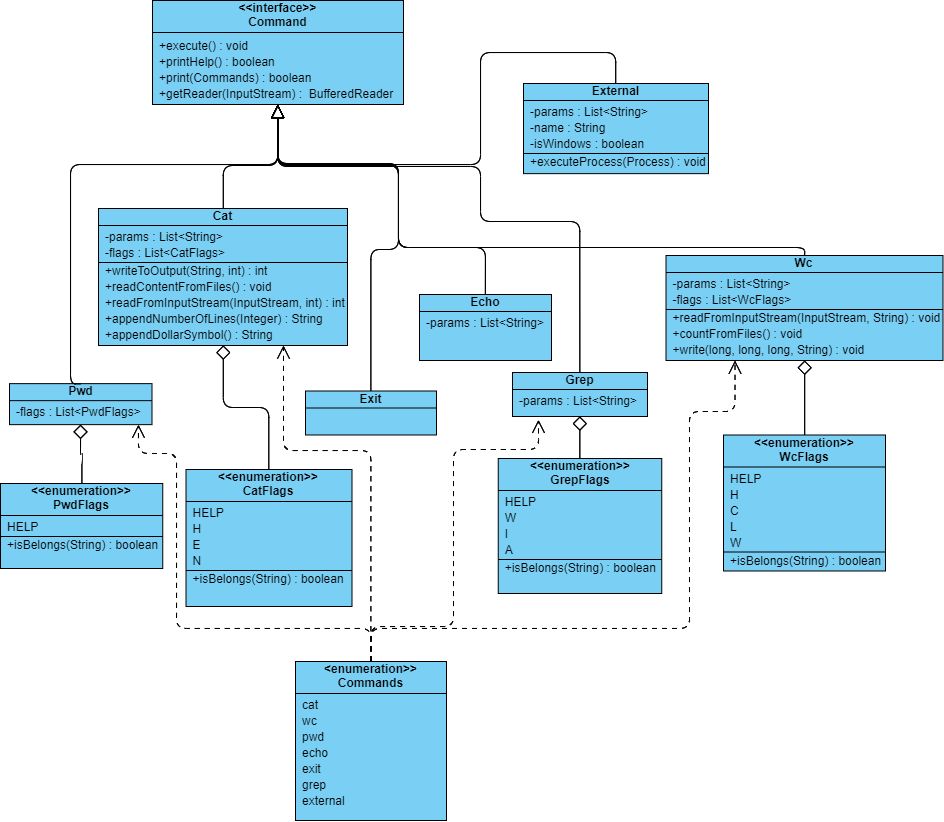 <<interface>>
Command
+execute() : void
+printHelp() : boolean
+print(Commands) : boolean
+getReader(InputStream) : BufferedReader
External
-params : List<String>
-name : String
-isWindows : boolean
+executeProcess(Process) : void
Cat
-params : List<String>
-flags : List<CatFlags>
+writeToOutput(String, int) : int
+readContentFromFiles() : void
+readFromInputStream(InputStream, int) : int
+appendNumberOfLines(Integer) : String
+appendDollarSymbol() : String
Wc
-params : List<String>
-flags : List<WcFlags>
+readFromInputStream(InputStream, String) : void
+countFromFiles() : void
+write(long, long, long, String) : void
Echo
-params : List<String>
Pwd
-flags : List<PwdFlags>
Exit
Grep
-params : List<String>
<<enumeration>>
PwdFlags
HELP
+isBelongs(String) : boolean
<<enumeration>>
CatFlags
HELP
H
E
N
+isBelongs(String) : boolean
<<enumeration>>
GrepFlags
HELP
W
I
A
+isBelongs(String) : boolean
<<enumeration>>
WcFlags
HELP
H
C
L
W
+isBelongs(String) : boolean
<enumeration>>
Commands
cat
wc
pwd
echo
exit
grep
external